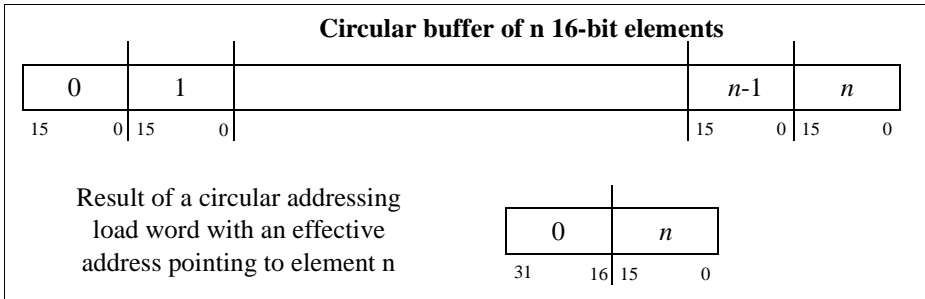 Circular buffer of n 16-bit elements
0 1 n-1 n
15 0 15 0 15 0 15 0
Result of a circular addressing
load word with an effective
address pointing to element n
0 n
31 16 15 0